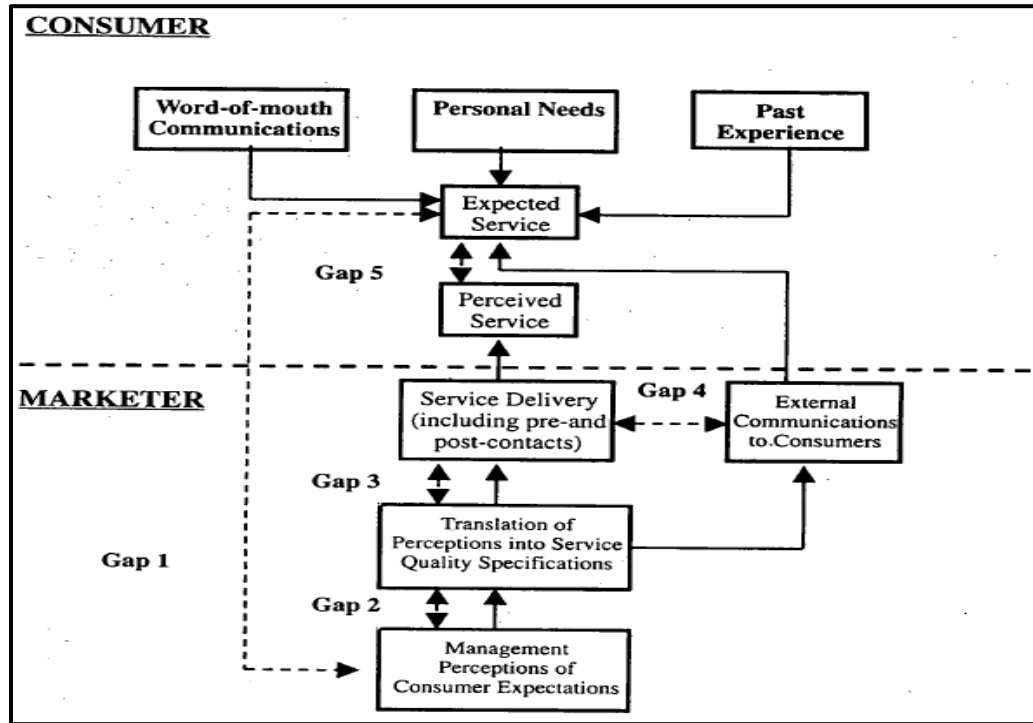 CONSUMER
Word-of-mouth
Communications
Personal Needs
Past
Experience
Expected
Service
Gap 5
Perceived
Service
MARKETER
Service Delivery
(including pre-and
post-contacts)
Gap 4
External
Communications
to.Consumers
Gap 3
Translation of
Perceptions into Service
Quality Specifications
Gap 1
Gap 2
Management
Perceptions of
Consumer Expectations